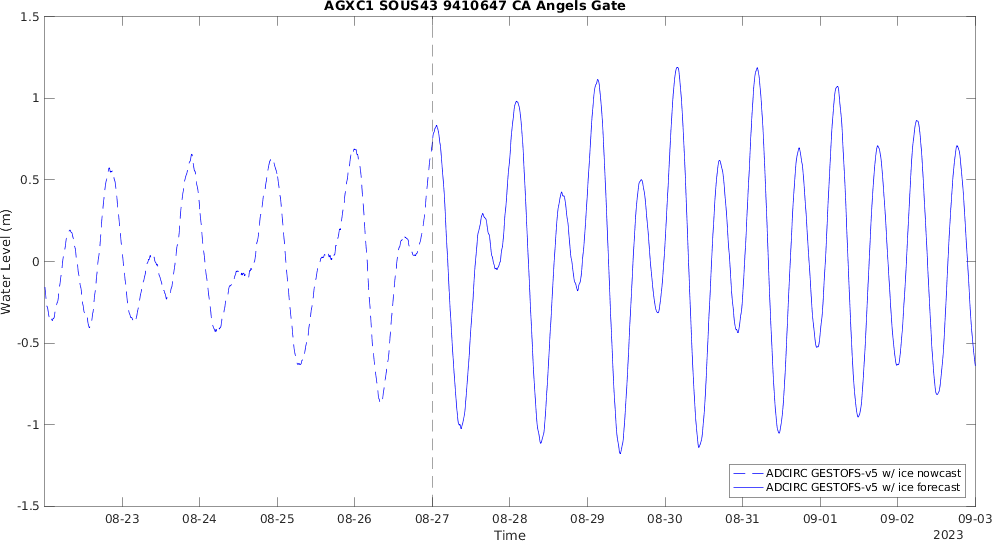 AGXC1 SOUS43 9410647 CA Angels Gate
1.5
1
0.5
0
-0.5
-1
-1.5
Water Level (m)
ADCIRC GESTOFS-v5 w/ ice nowcast
ADCIRC GESTOFS-v5 w/ ice forecast
08-23 08-24 08-25 08-26 08-27 08-28 08-29 08-30 08-31 09-01 09-02 09-03
Time
2023